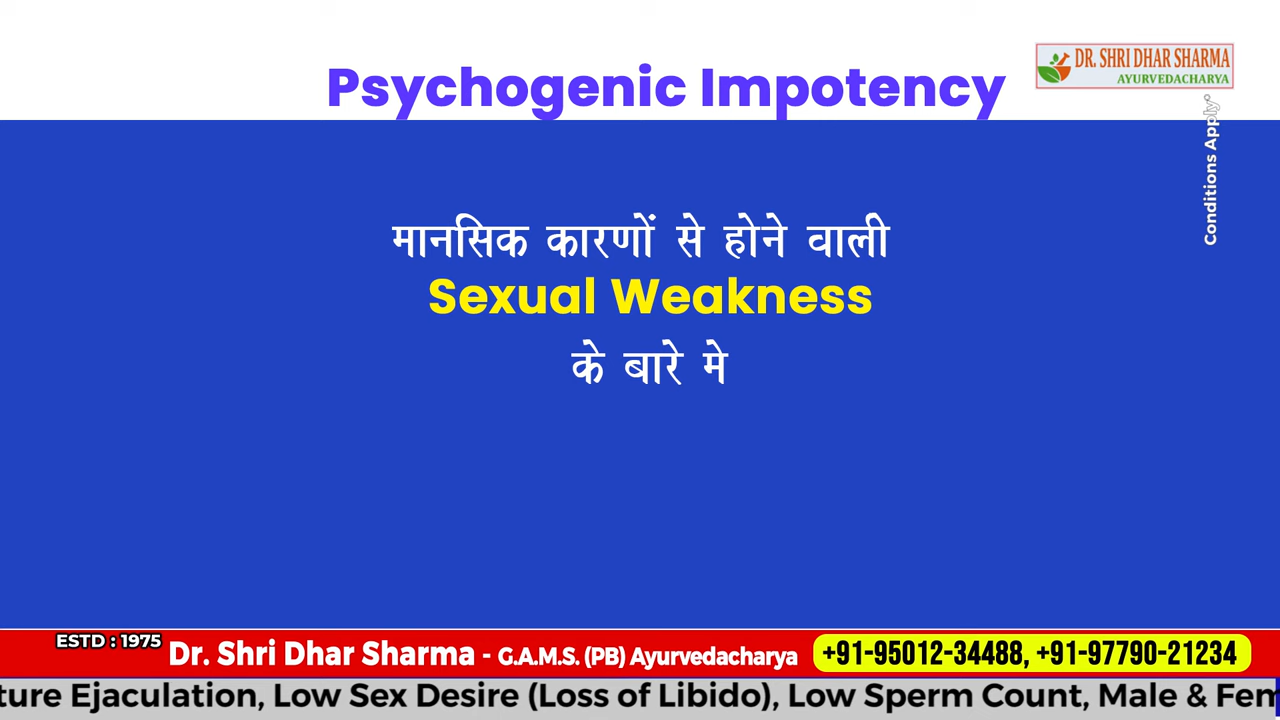 Psychogenic Impotency
DR. SHRI DHAR SHARMA
AYURVEDACHARYA
Conditions Apply°
मानसिक कारणों से होने वाली
Sexual Weakness
के बारे मे
ESTD : 1975
Dr. Shri Dhar Sharma - G.A.M.S. (PB) Ayurvedacharya
+91-95012-34488, +91-97790-21234
ture Ejaculation, Low Sex Desire (Loss of Libido), Low Sperm Count, Male & Fem